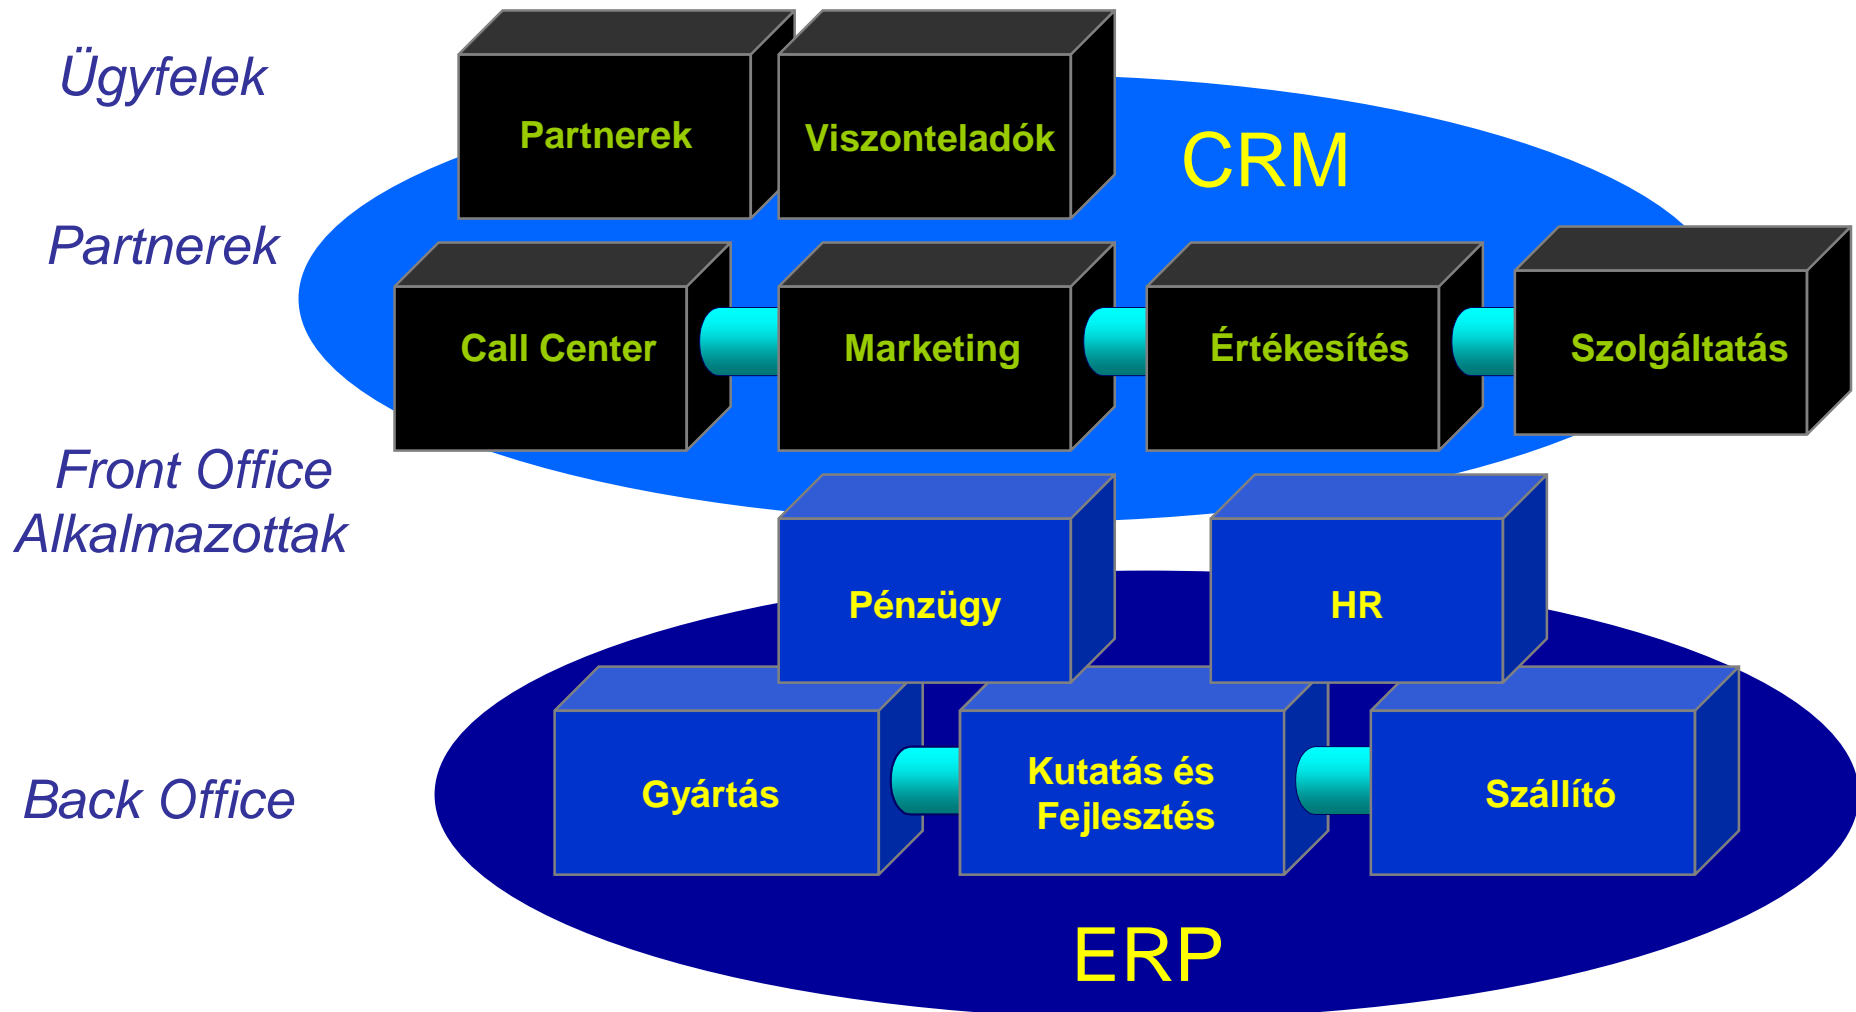 Ügyfelek
Partnerek
Viszonteladók
CRM
Partnerek
Call Center
Marketing
Értékesítés
Szolgáltatás
Front Office
Alkalmazottak
Pénzügy
HR
Back Office
Gyártás
Kutatás és
Fejlesztés
Szállító
ERP